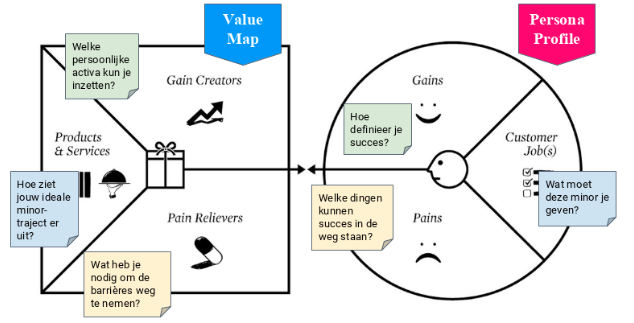 Value
Map
Persona
Profile
Welke
persoonlijke
activa kun je
inzetten?
Gain Creators
Products
& Services
Hoe ziet
jouw ideale
minor-
traject er
uit?
Pain Relievers
Wat heb je
nodig om de
barrières weg
te nemen?
Gains
Hoe
definieer je
succes?
Customer
Job(s)
Wat moet
deze minor je
geven?
Welke dingen
kunnen
succes in de
weg staan?
Pains